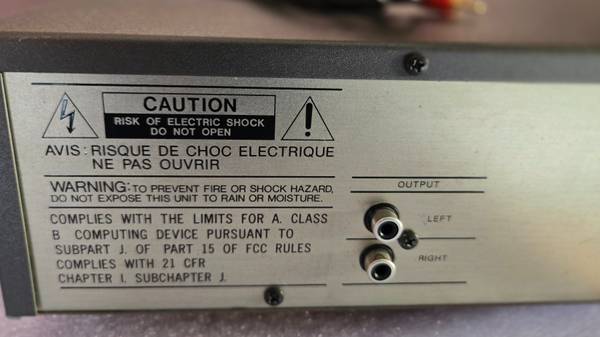 CAUTION
RISK OF ELECTRIC SHOCK
DO NOT OPEN
AVIS : RISQUE DE CHOC ELECTRIQUE
NE PAS OUVRIR
WARNING: TO PREVENT FIRE OR SHOCK HAZARD,
DO NOT EXPOSE THIS UNIT TO RAIN OR MOISTURE.
COMPLIES WITH THE LIMITS FOR A. CLASS
B. COMPUTING DEVICE PURSUANT TO
SUBPART J. OF PART 15 OF FCC RULES
COMPLIES WITH 21 CFR
CHAPTER I. SUBCHAPTER J.
OUTPUT
LEFT
RIGHT